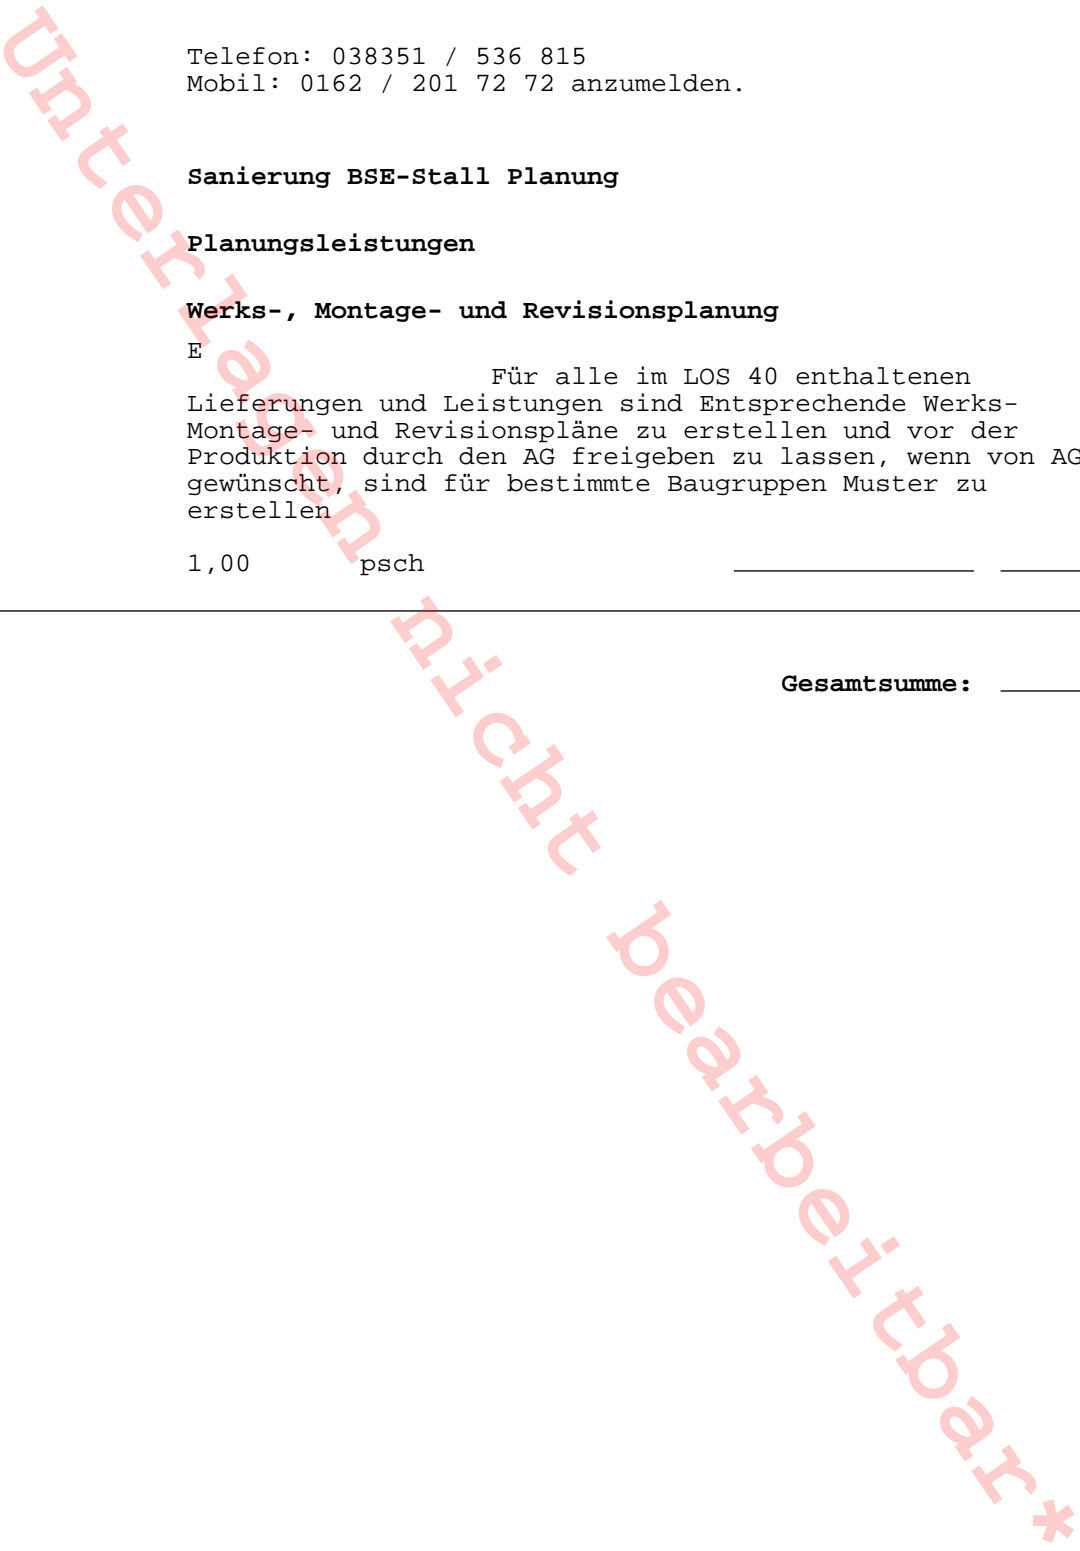 Telefon: 038351 / 536 815
Mobil: 0162 / 201 72 72 anzumelden.
Sanierung BSE-Stall Planung
Planungsleistungen
Werks-, Montage- und Revisionsplanung
E
Für alle im LOS 40 enthaltenen
Lieferungen und Leistungen sind Entsprechende Werks-
Montage- und Revisionspläne zu erstellen und vor der
Produktion durch den AG freigeben zu lassen, wenn von AG
gewünscht, sind für bestimmte Baugruppen Muster zu
erstellen
1,00 psch
Gesamtsumme:
Unterlagen nicht bearbeitbar*